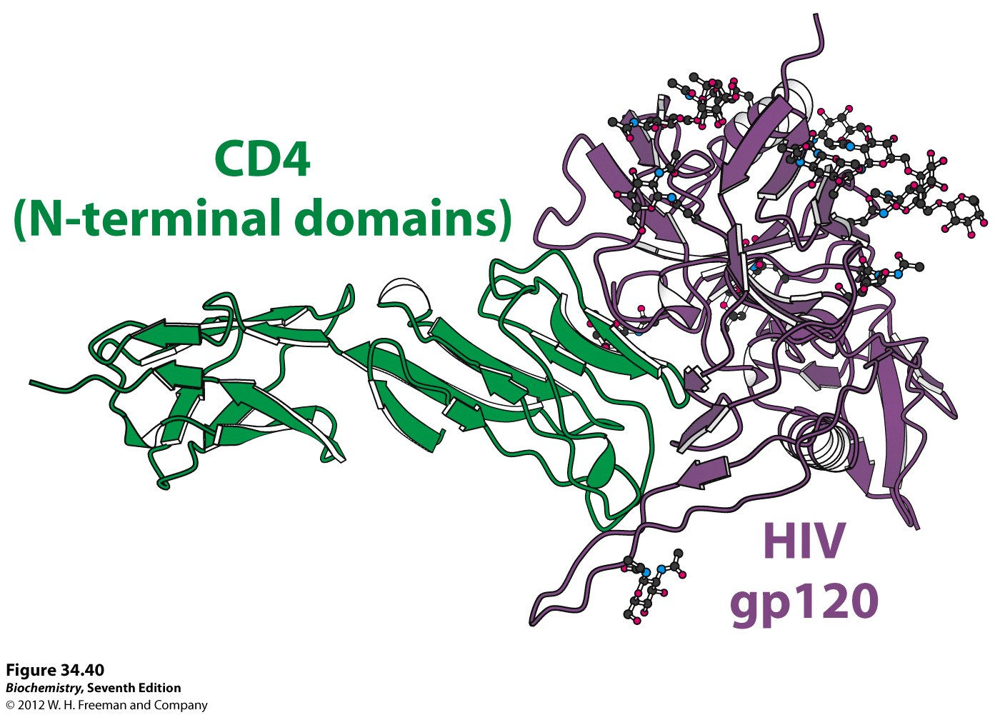 CD4
(N-terminal domains)
HIV
gp120
Figure 34.40
Biochemistry, Seventh Edition
© 2012 W. H. Freeman and Company